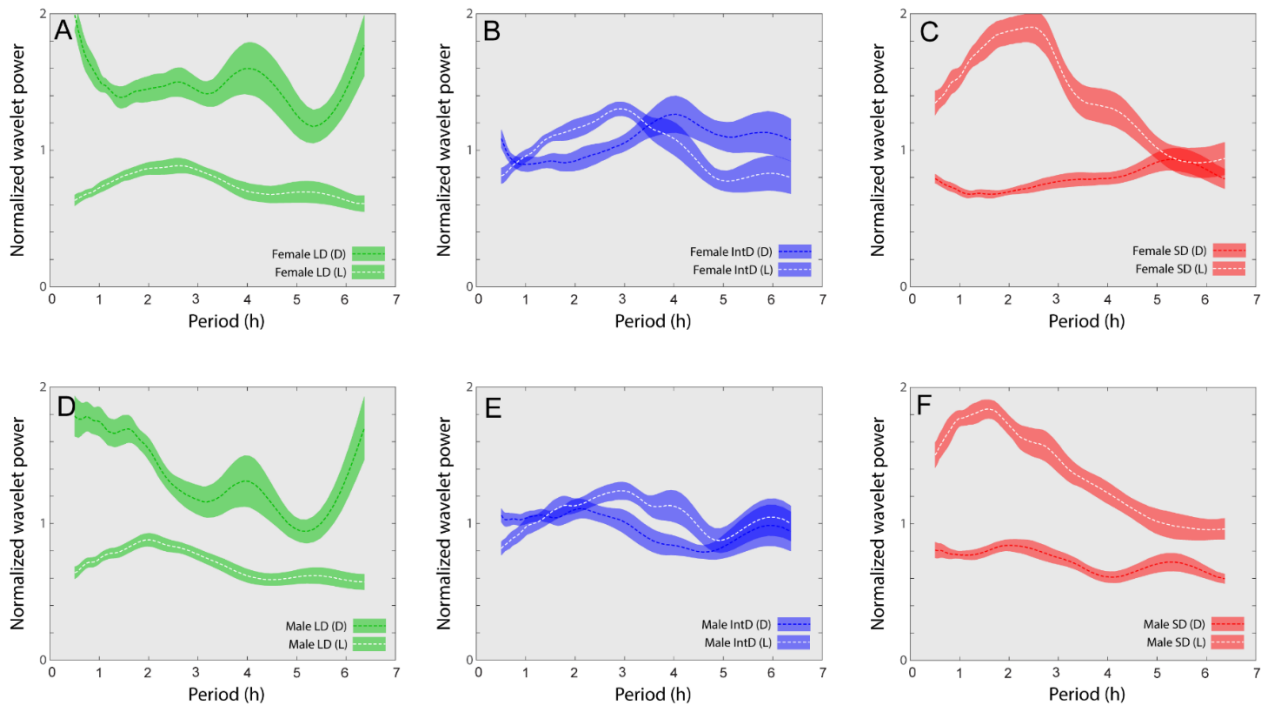 A
B
C
Normalized wavelet power
Normalized wavelet power
Normalized wavelet power
2
1
0
2
1
0
2
1
0
Female LD (D)
Female LD (L)
Female IntD (D)
Female IntD (L)
Female SD (D)
Female SD (L)
0 1 2 3 4 5 6 7
0 1 2 3 4 5 6 7
0 1 2 3 4 5 6 7
Period (h)
Period (h)
Period (h)
D
E
F
Normalized wavelet power
Normalized wavelet power
Normalized wavelet power
2
1
0
2
1
0
2
1
0
Male LD (D)
Male LD (L)
Male IntD (D)
Male IntD (L)
Male SD (D)
Male SD (L)
0 1 2 3 4 5 6 7
0 1 2 3 4 5 6 7
0 1 2 3 4 5 6 7
Period (h)
Period (h)
Period (h)